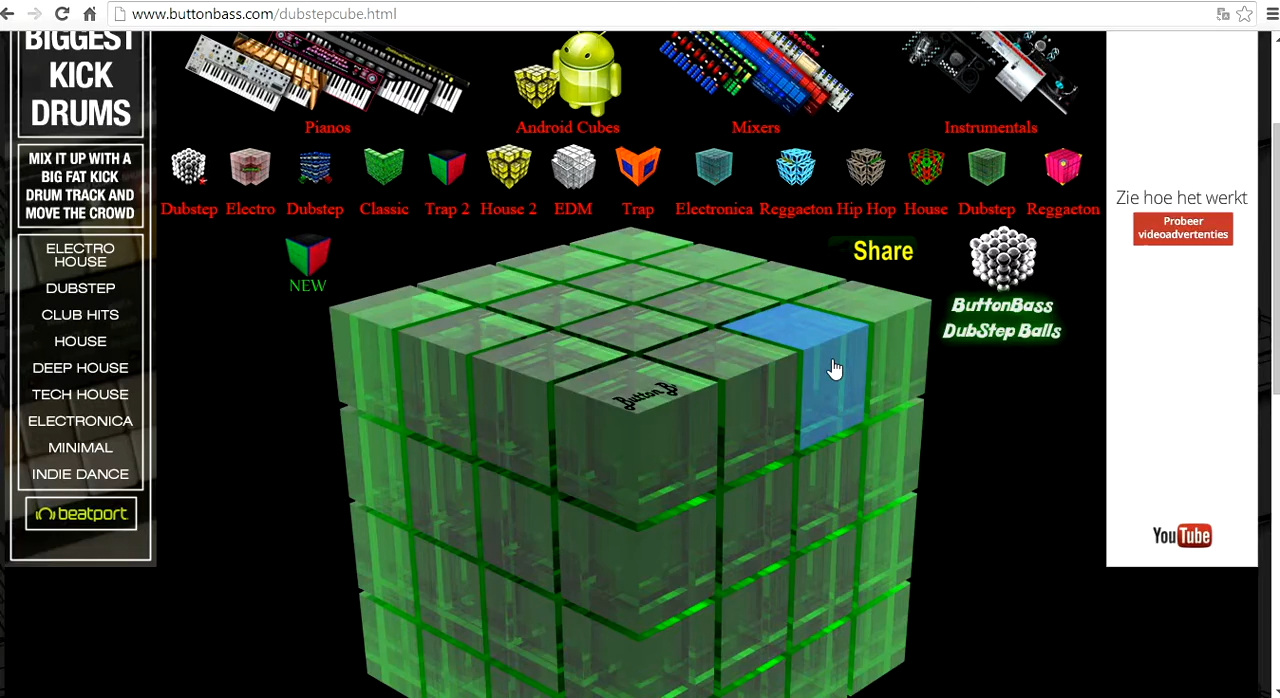 www.buttonbass.com/dubstepcube.html
BIGGEST
KICK
DRUMS
MIX IT UP WITH A
BIG FAT KICK
DRUM TRACK AND
MOVE THE CROWD
ELECTRO
HOUSE
DUBSTEP
CLUB HITS
HOUSE
DEEP HOUSE
TECH HOUSE
ELECTRONICA
MINIMAL
INDIE DANCE
beatport
Pianos Android Cubes Mixers Instrumentals
Dubstep Electro Dubstep Classic Trap 2 House 2 EDM Trap Electronica Reggaeton Hip Hop House Dubstep Reggaeton
NEW
Share
ButtonBass
DubStep Balls
Button B
Zie hoe het werkt
Probeer
videoadvertenties
YouTube